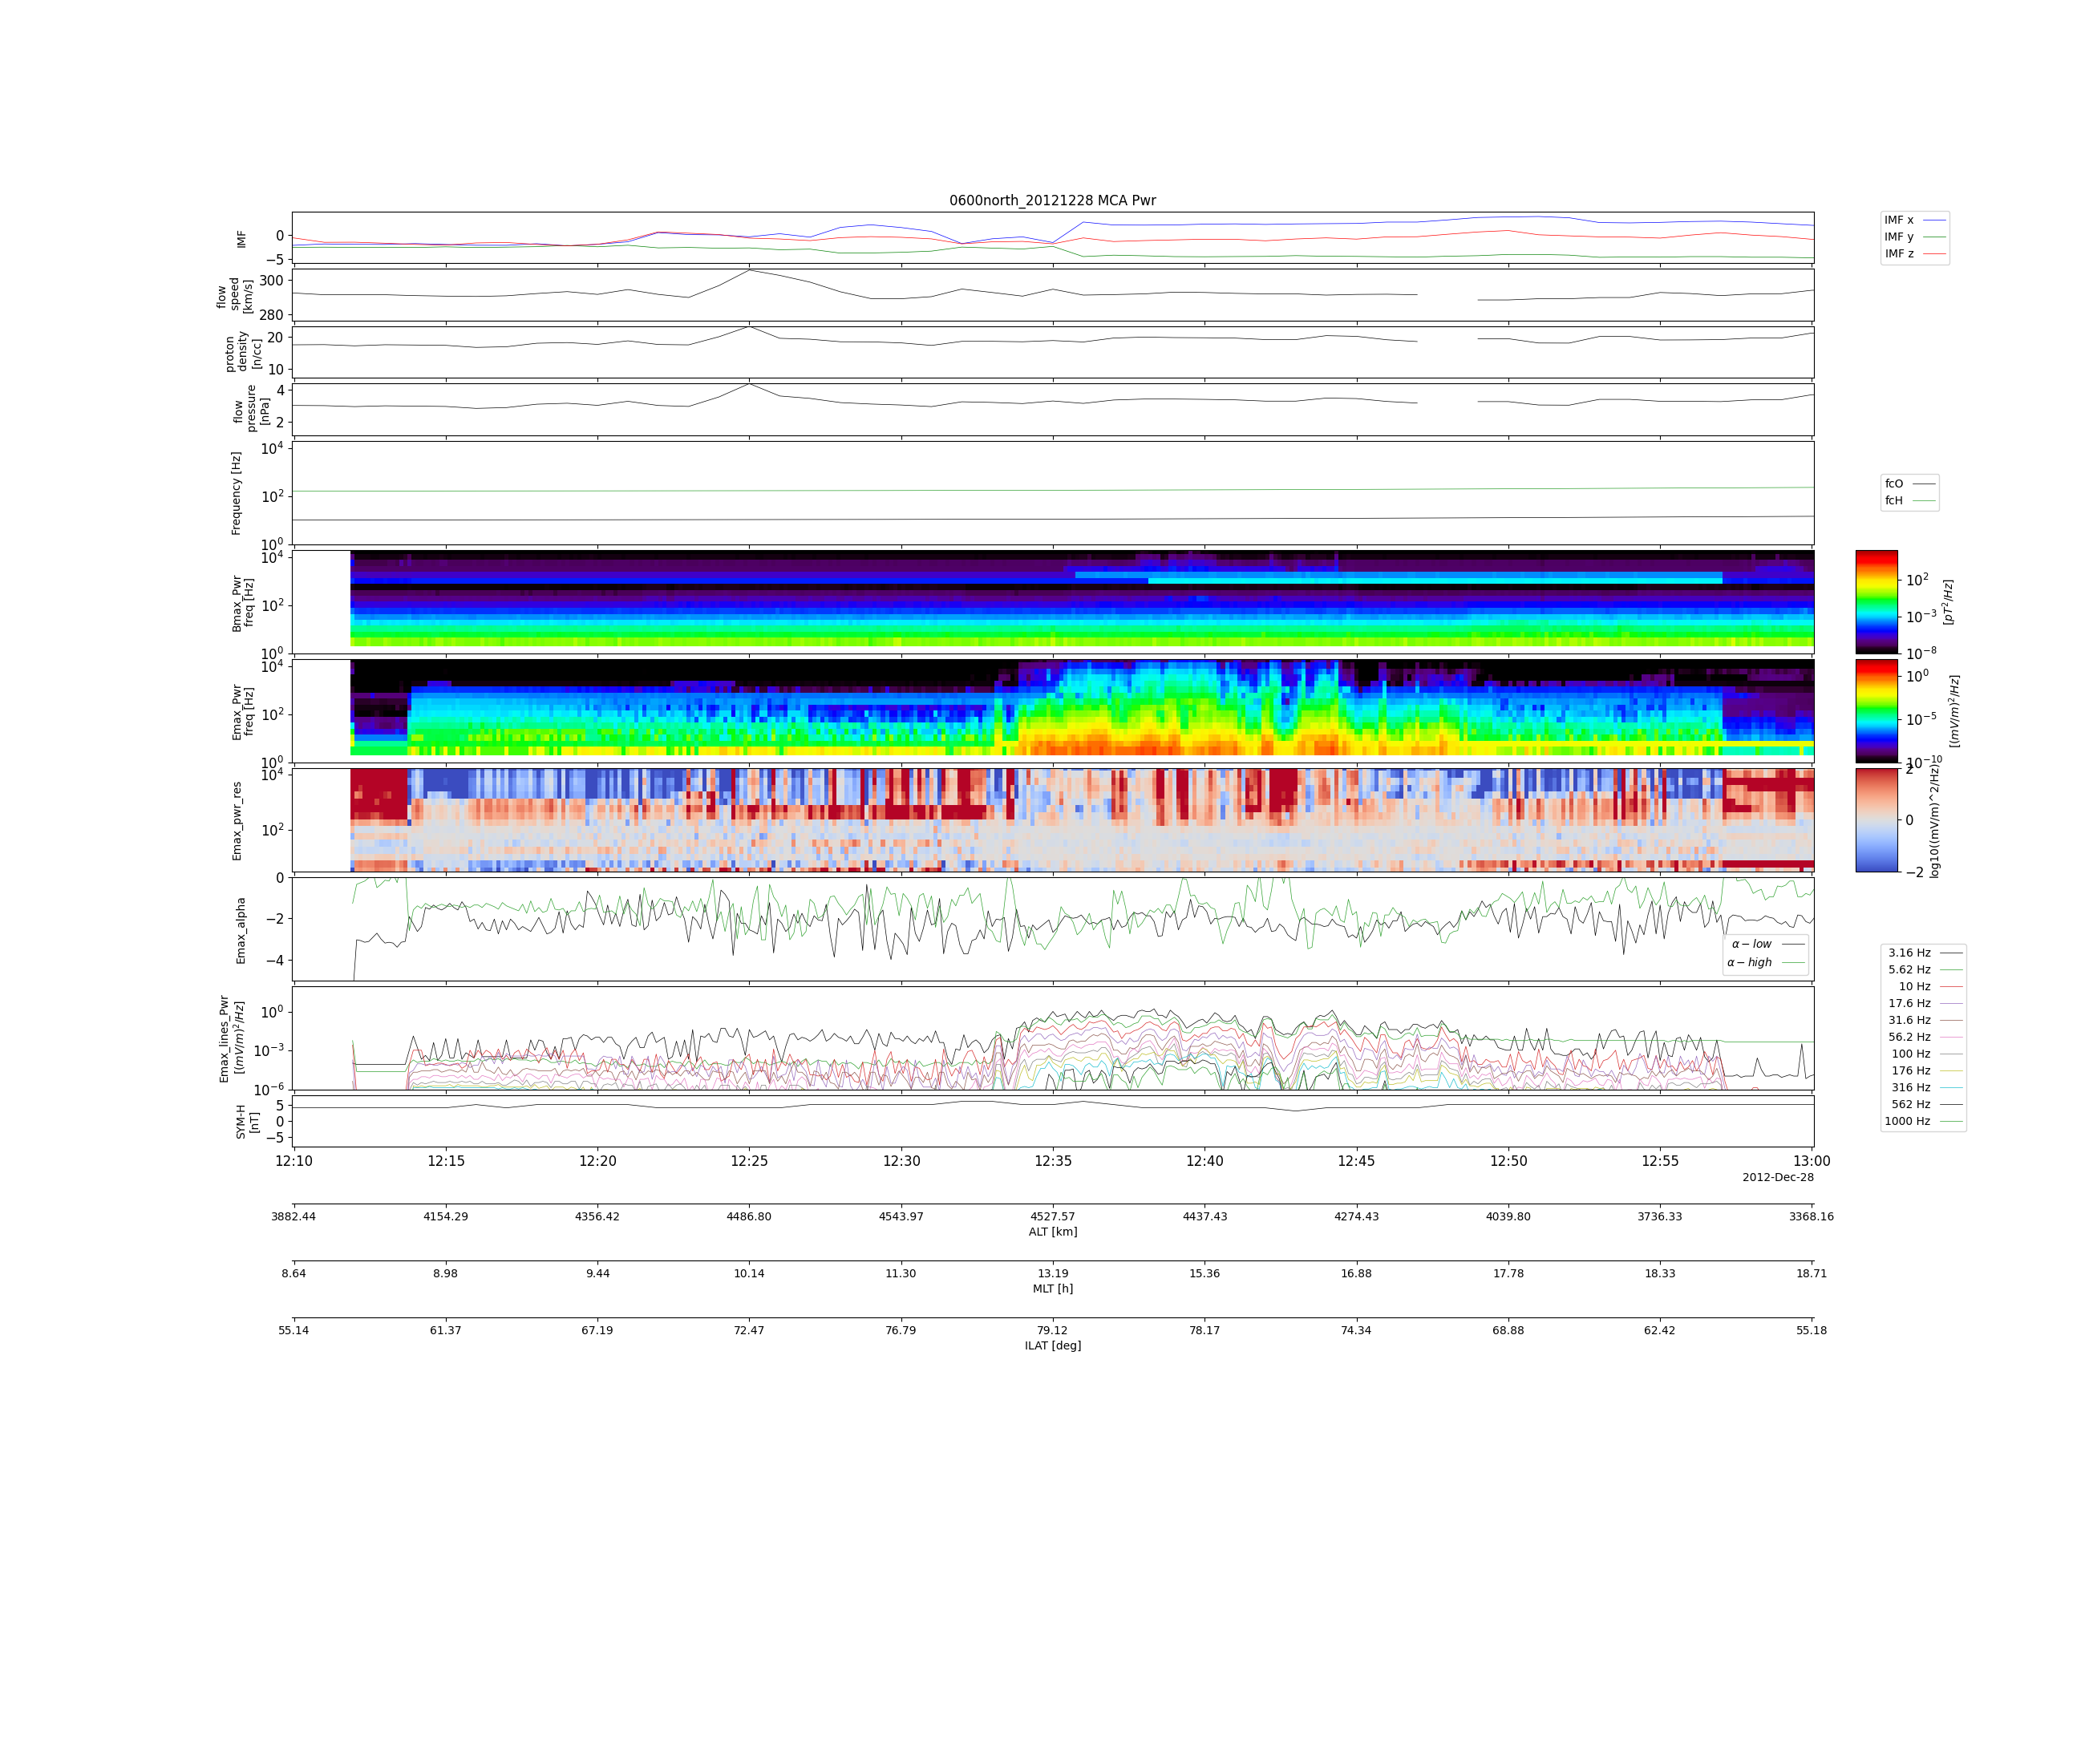 0600north_20121228 MCA Pwr
IMF
0
−5
IMF x
IMF y
IMF z
flow
speed
[km/s]
300
280
proton
density
[n/cc]
20
10
flow
pressure
[nPa]
4
2
Frequency [Hz]
10^4
10^2
10^0
fcO
fcH
Bmax_Pwr
freq [Hz]
10^4
10^2
10^0
10^2
10^−3
10^−8
[pT^2/Hz]
Emax_Pwr
freq [Hz]
10^4
10^2
10^0
10^0
10^−5
10^−10
[(mV/m)^2/Hz]
Emax_pwr_res
10^4
10^2
2
0
−2
log10((mV/m)^2/Hz)
Emax_alpha
0
−2
−4
α − low
α − high
Emax_lines_Pwr
[(mV/m)^2/Hz]
10^0
10^−3
10^−6
3.16 Hz
5.62 Hz
10 Hz
17.6 Hz
31.6 Hz
56.2 Hz
100 Hz
176 Hz
316 Hz
562 Hz
1000 Hz
SYM-H
[nT]
5
0
−5
12:10 12:15 12:20 12:25 12:30 12:35 12:40 12:45 12:50 12:55 13:00
2012-Dec-28
3882.44 4154.29 4356.42 4486.80 4543.97 4527.57 4437.43 4274.43 4039.80 3736.33 3368.16
ALT [km]
8.64 8.98 9.44 10.14 11.30 13.19 15.36 16.88 17.78 18.33 18.71
MLT [h]
55.14 61.37 67.19 72.47 76.79 79.12 78.17 74.34 68.88 62.42 55.18
ILAT [deg]